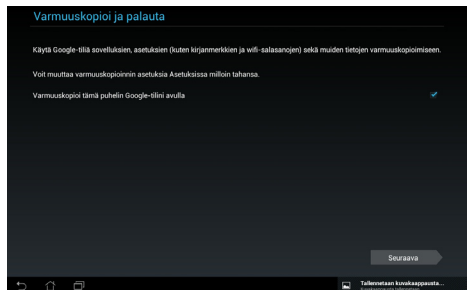 Varmuuskopioi ja palauta
Käytä Google-tiliä sovelluksien, asetuksien (kuten kirjanmerkkien ja wifi-salasanojen) sekä muiden tietojen varmuuskopioimiseen.
Voit muuttaa varmuuskopioinnin asetuksia Asetuksissa milloin tahansa.
Varmuuskopioi tämä puhelin Google-tilini avulla
Seuraava
Tallennetaan kuvakaappausta...